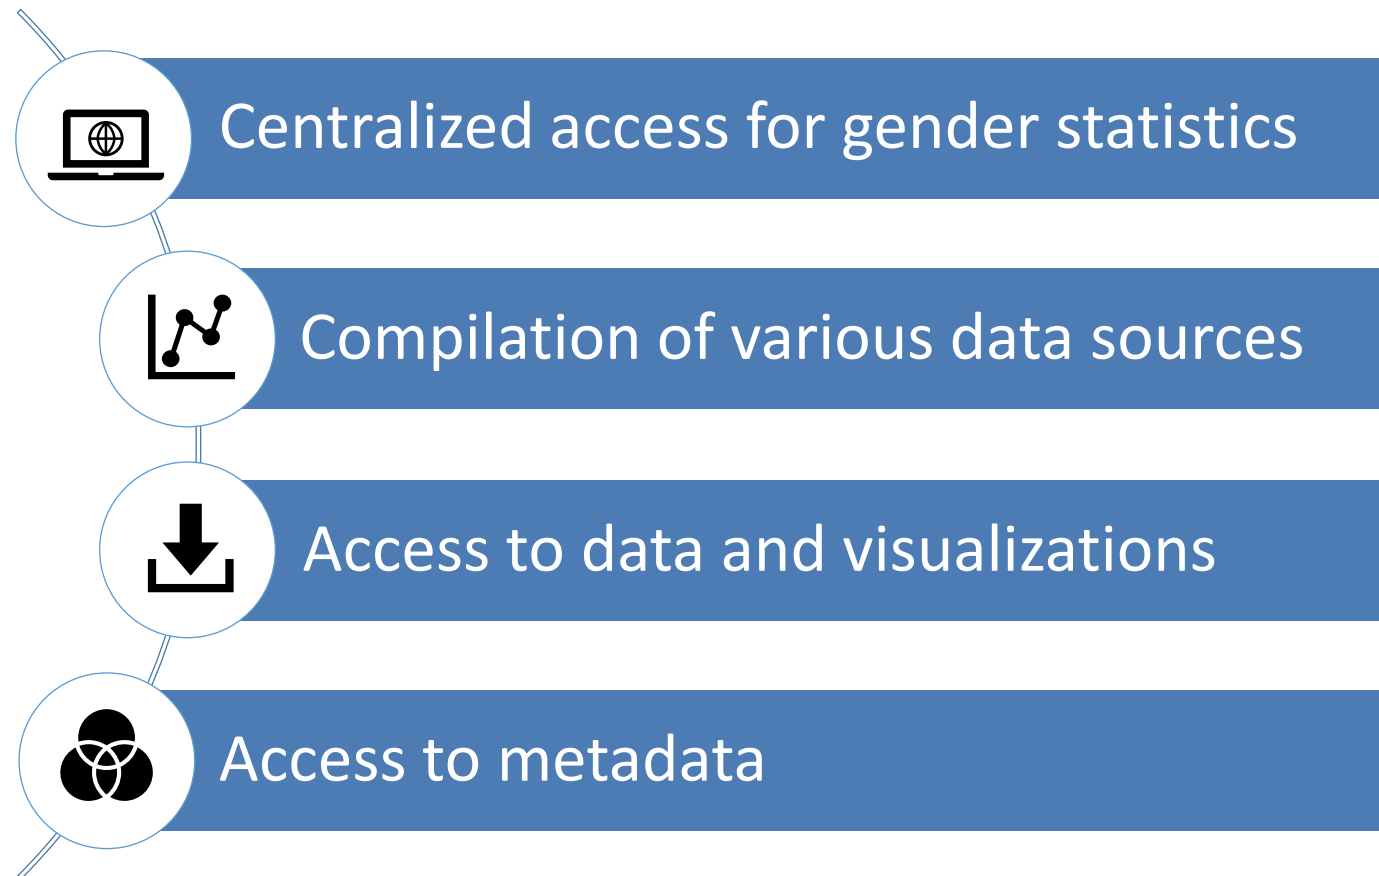 Centralized access for gender statistics
Compilation of various data sources
Access to data and visualizations
Access to metadata